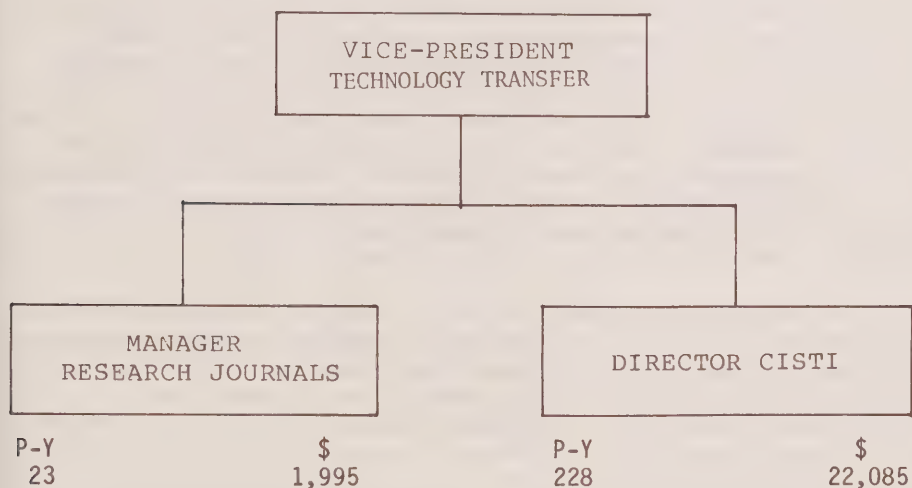 VICE-PRESIDENT
TECHNOLOGY TRANSFER
MANAGER
RESEARCH JOURNALS
DIRECTOR CISTI
P-Y $
23 1,995
P-Y $
228 22,085